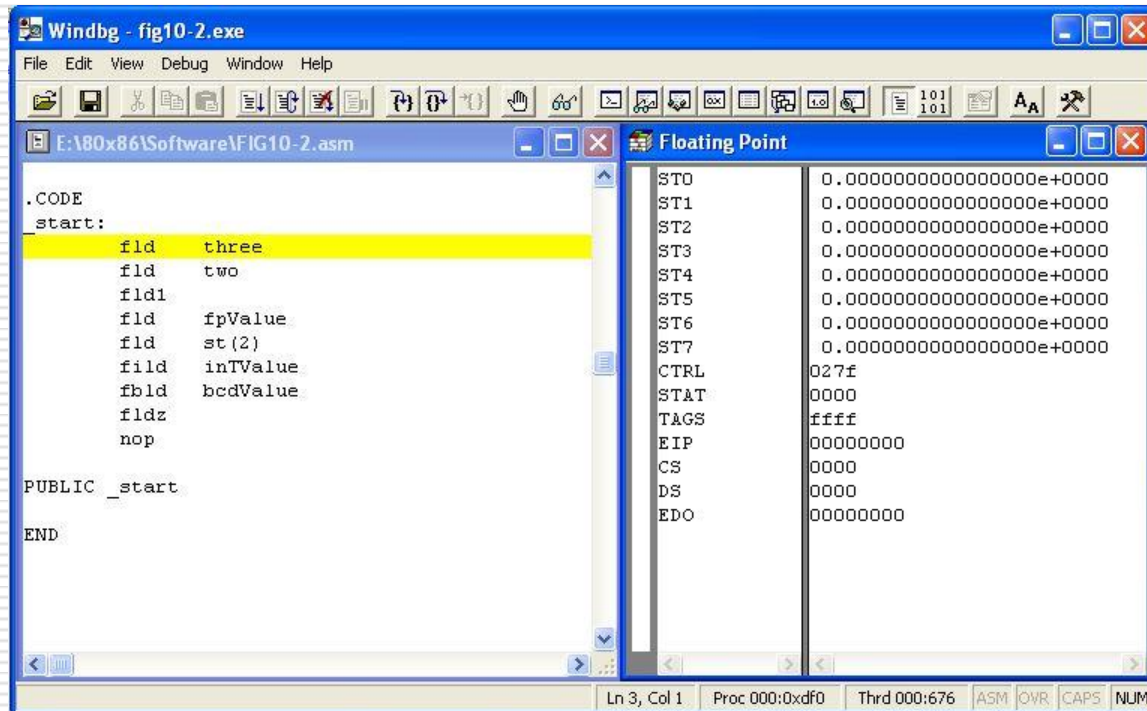 Windbg - fig10-2.exe
File Edit View Debug Window Help
E:\80x86\Software\FIG10-2.asm
.CODE
_start:
fld three
fld two
fld1
fld fpValue
fld st(2)
fild inTValue
fbld bcdValue
fldz
nop
PUBLIC _start
END
Floating Point
ST0 0.0000000000000000e+0000
ST1 0.0000000000000000e+0000
ST2 0.0000000000000000e+0000
ST3 0.0000000000000000e+0000
ST4 0.0000000000000000e+0000
ST5 0.0000000000000000e+0000
ST6 0.0000000000000000e+0000
ST7 0.0000000000000000e+0000
CTRL 027f
STAT 0000
TAGS ffff
EIP 00000000
CS 0000
DS 0000
EDO 00000000
Ln 3, Col 1 Proc 000:0xdf0 Thrd 000:676 ASM OVR CAPS NUM